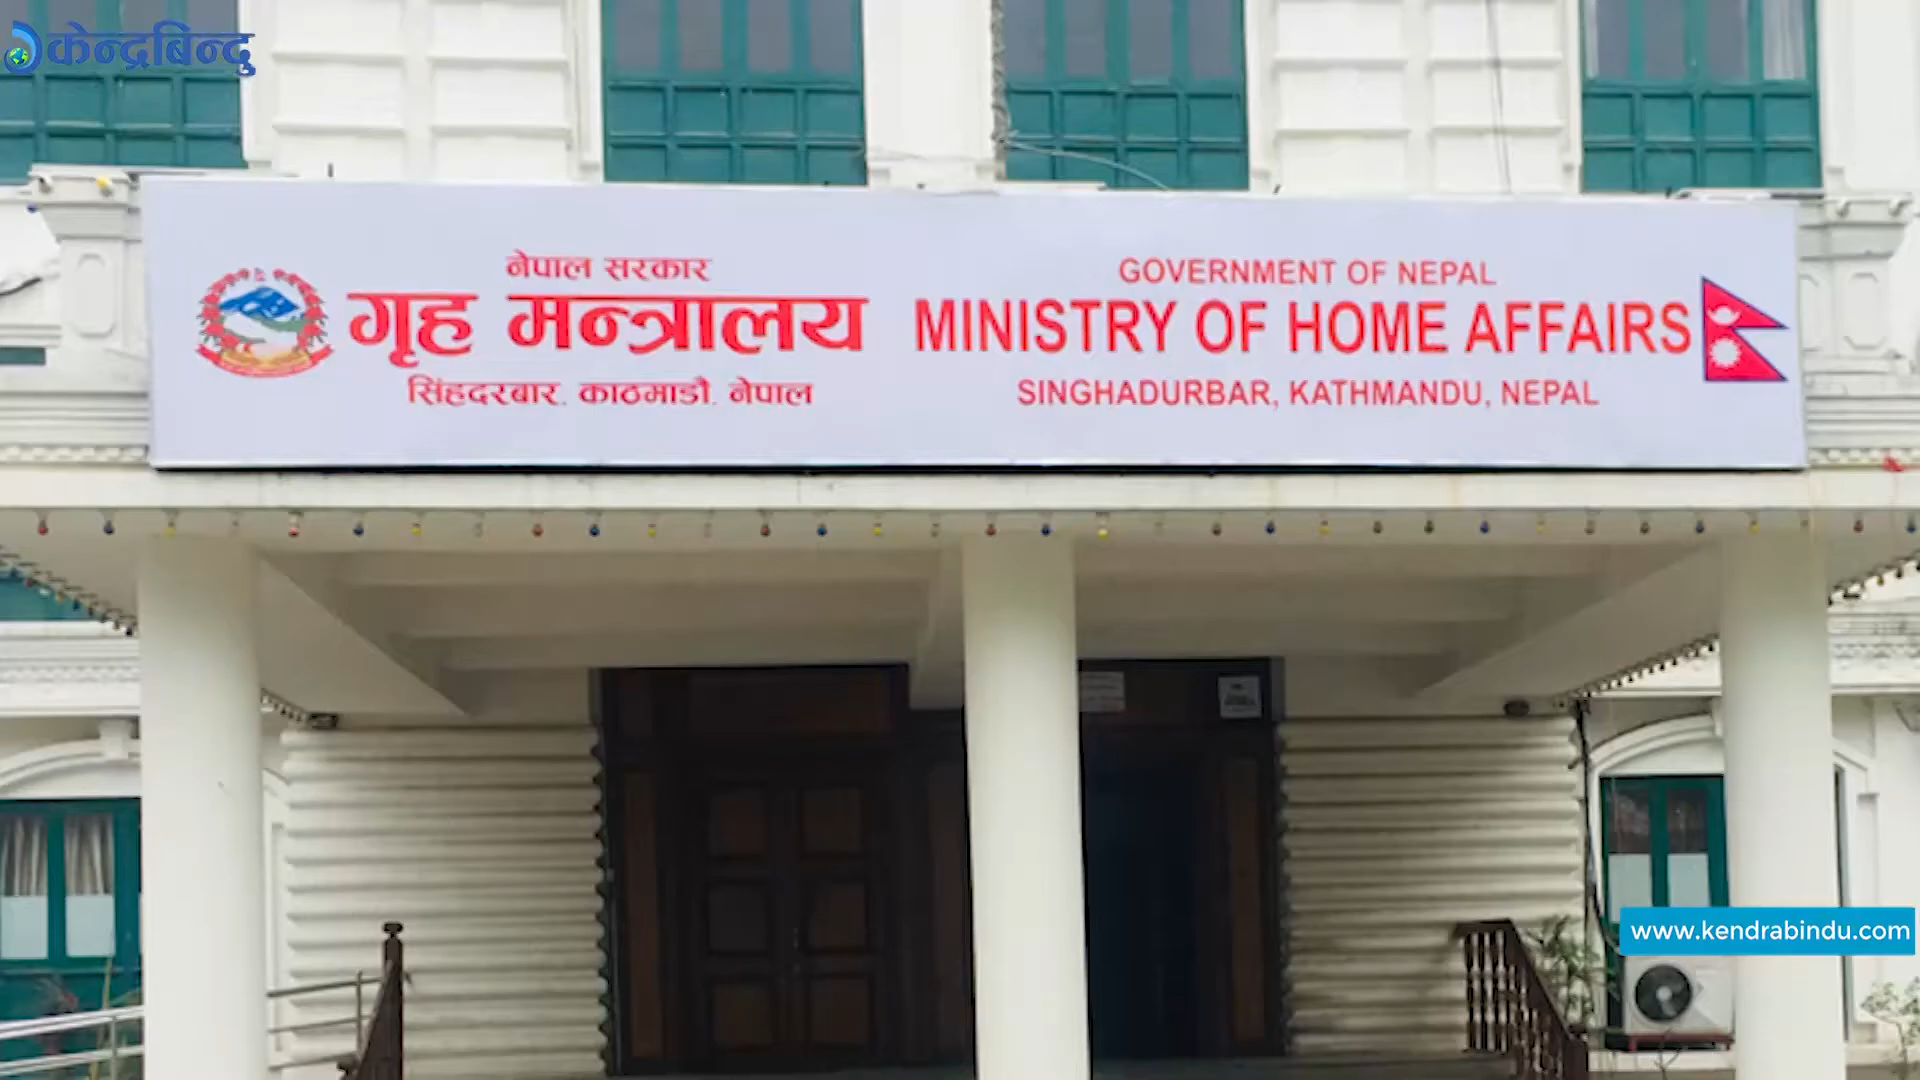 केन्द्रबिन्दु
नेपाल सरकार
गृह मन्त्रालय
सिंहदरबार, काठमाडौं, नेपाल
GOVERNMENT OF NEPAL
MINISTRY OF HOME AFFAIRS
SINGHADURBAR, KATHMANDU, NEPAL
www.kendrabindu.com